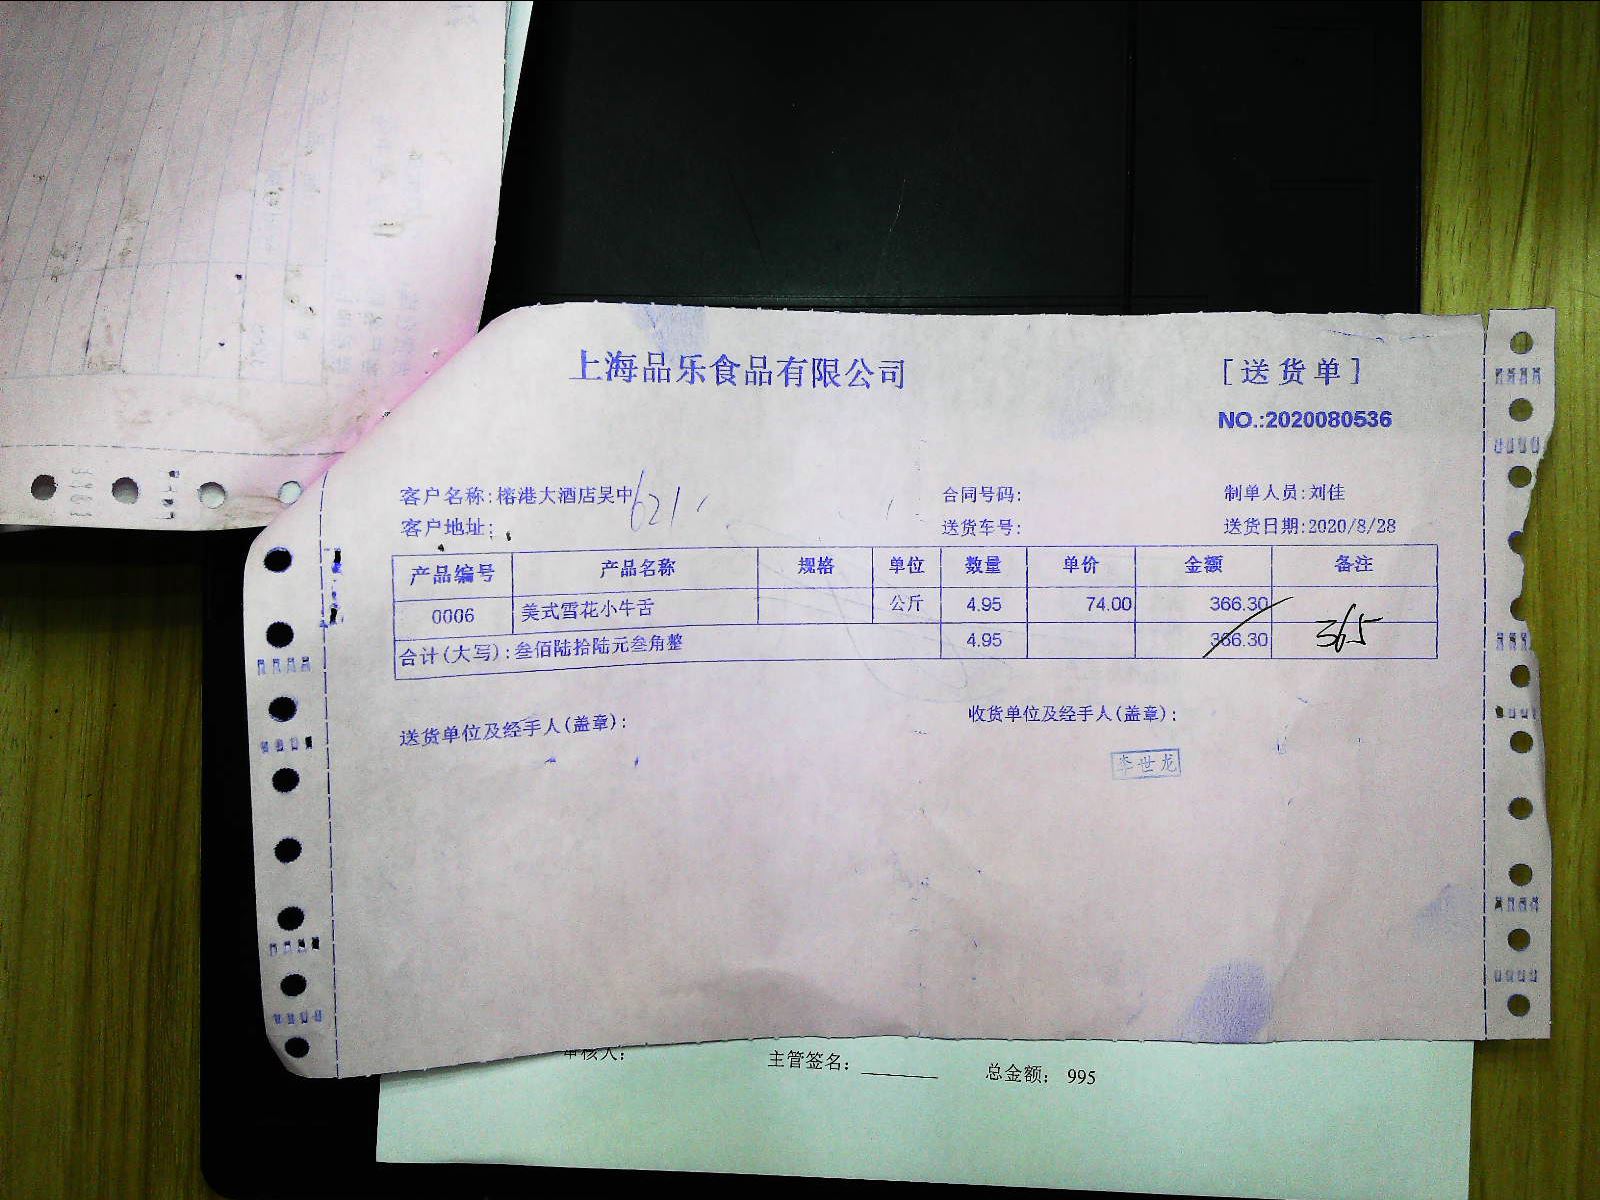 上海品乐食品有限公司
[送货单]
NO.:2020080536
客户名称:榕港大酒店吴中 621
合同号码:
制单人员:刘佳
客户地址:
送货车号:
送货日期:2020/8/28
产品编号 产品名称 规格 单位 数量 单价 金额 备注
0006 美式雪花小牛舌 公斤 4.95 74.00 366.30
合计(大写):叁佰陆拾陆元叁角整 4.95 366.30 365
送货单位及经手人(盖章):
收货单位及经手人(盖章):
李世龙
审核人:
主管签名:
总金额: 995